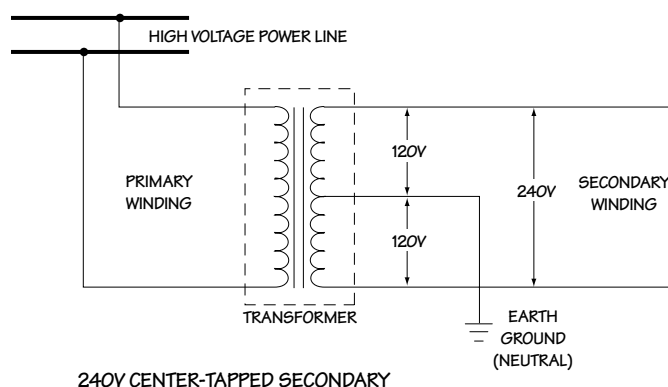 HIGH VOLTAGE POWER LINE
PRIMARY
WINDING
120V
120V
240V
SECONDARY
WINDING
TRANSFORMER
EARTH
GROUND
(NEUTRAL)
240V CENTER-TAPPED SECONDARY